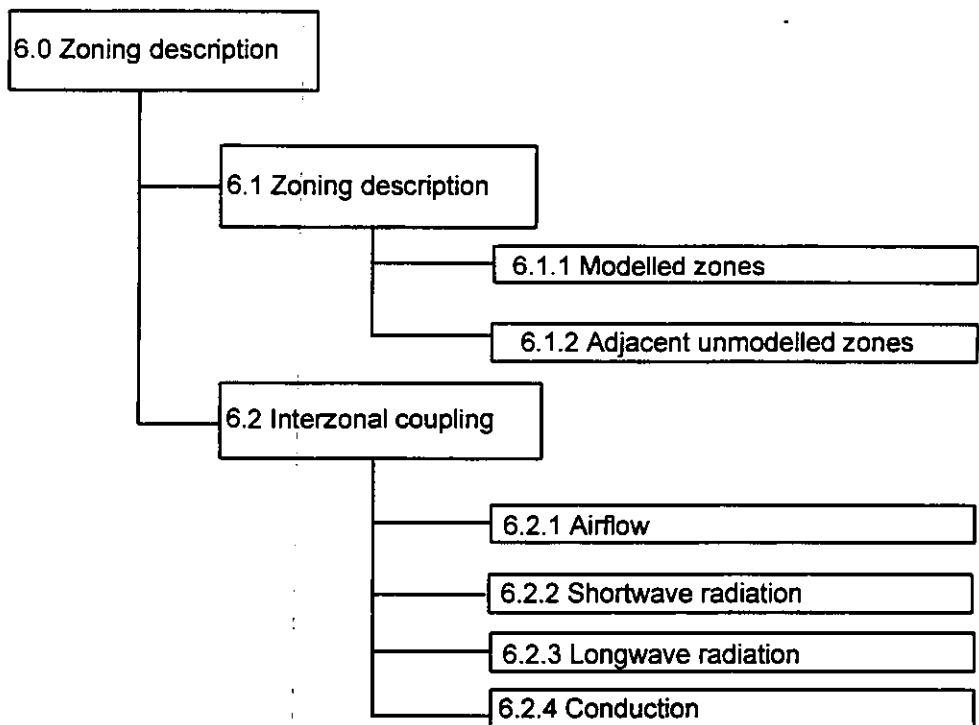 6.0 Zoning description
6.1 Zoning description
6.1.1 Modelled zones
6.1.2 Adjacent unmodelled zones
6.2 Interzonal coupling
6.2.1 Airflow
6.2.2 Shortwave radiation
6.2.3 Longwave radiation
6.2.4 Conduction